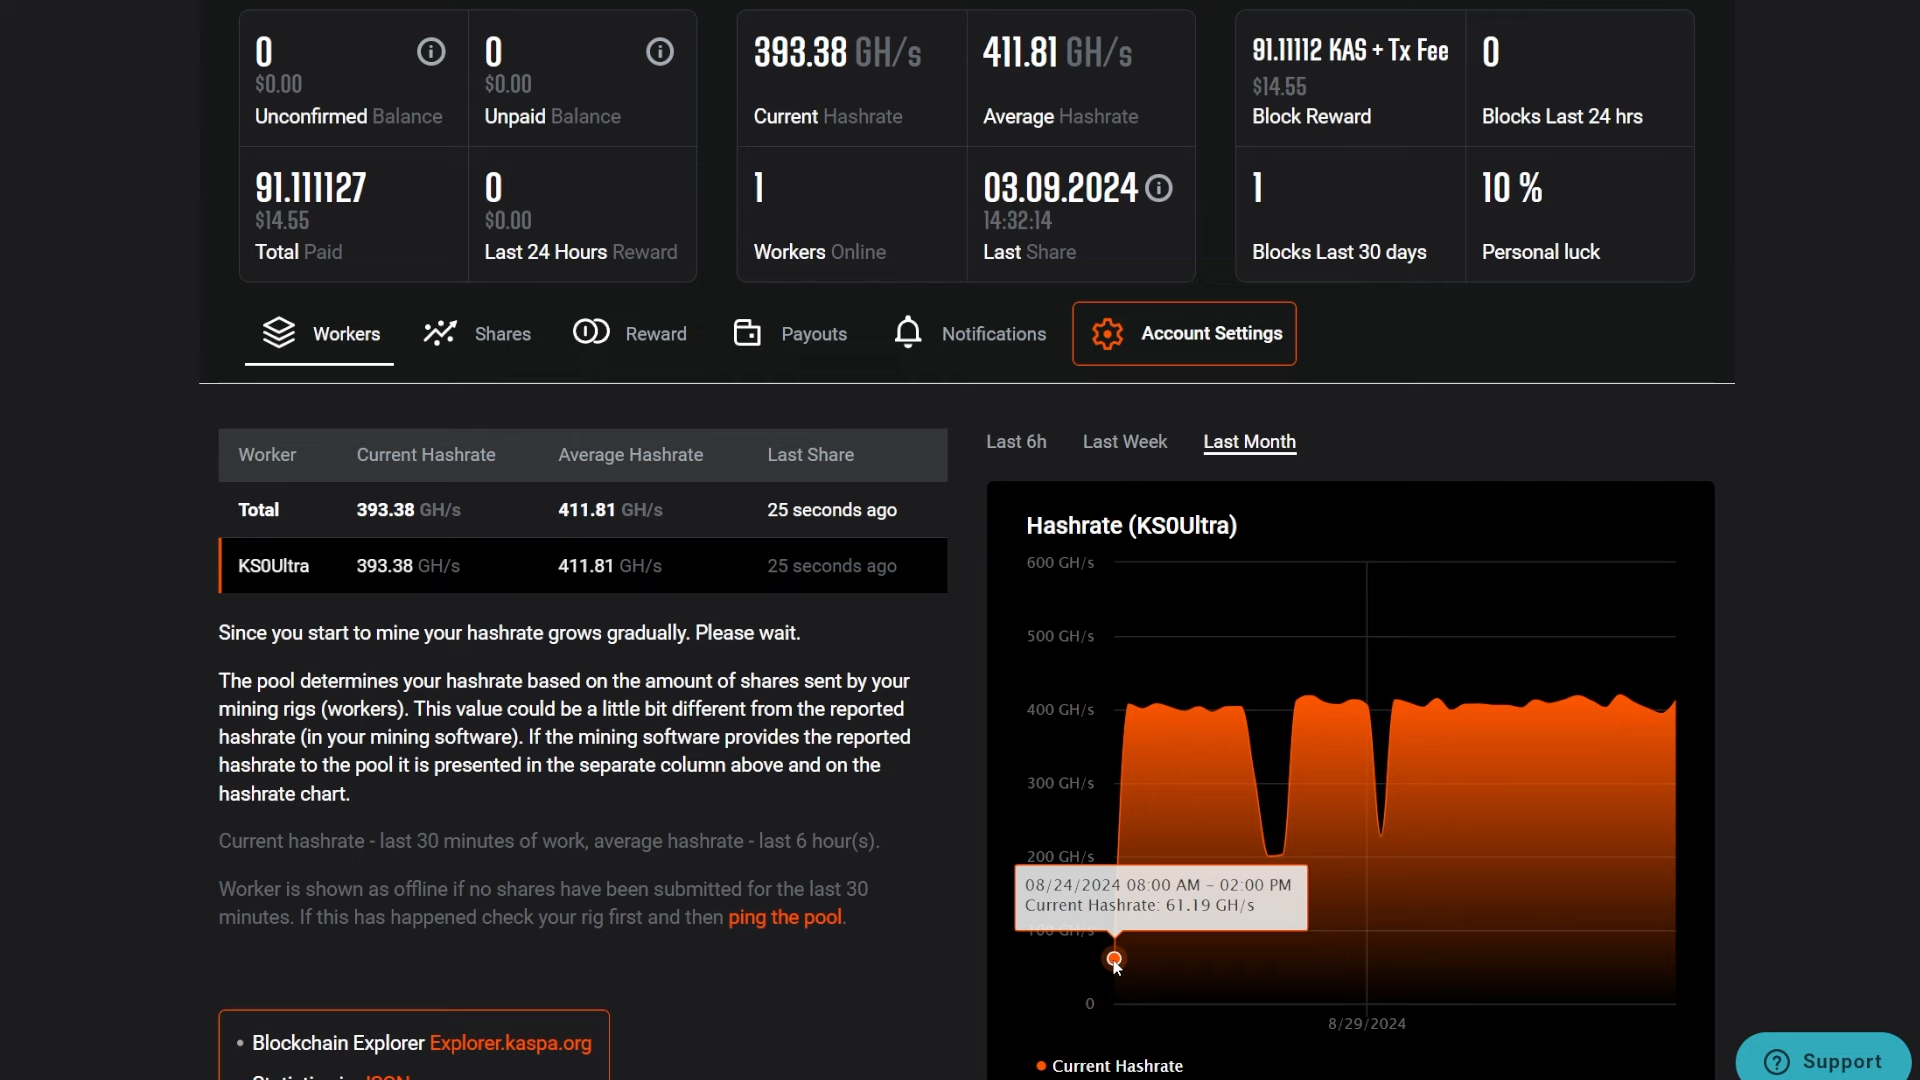 0
$0.00
Unconfirmed Balance
0
$0.00
Unpaid Balance
91.111127
$14.55
Total Paid
0
$0.00
Last 24 Hours Reward
393.38 GH/s
Current Hashrate
411.81 GH/s
Average Hashrate
1
Workers Online
03.09.2024
14:32:14
Last Share
91.11112 KAS + Tx Fee
$14.55
Block Reward
0
Blocks Last 24 hrs
1
Blocks Last 30 days
10 %
Personal luck
Workers Shares Reward Payouts Notifications Account Settings
Worker Current Hashrate Average Hashrate Last Share
Total 393.38 GH/s 411.81 GH/s 25 seconds ago
KS0Ultra 393.38 GH/s 411.81 GH/s 25 seconds ago
Since you start to mine your hashrate grows gradually. Please wait.
The pool determines your hashrate based on the amount of shares sent by your
mining rigs (workers). This value could be a little bit different from the reported
hashrate (in your mining software). If the mining software provides the reported
hashrate to the pool it is presented in the separate column above and on the
hashrate chart.
Current hashrate - last 30 minutes of work, average hashrate - last 6 hour(s).
Worker is shown as offline if no shares have been submitted for the last 30
minutes. If this has happened check your rig first and then ping the pool.
• Blockchain Explorer Explorer.kaspa.org
Last 6h Last Week Last Month
Hashrate (KS0Ultra)
600 GH/s
500 GH/s
400 GH/s
300 GH/s
200 GH/s
08/24/2024 08:00 AM - 02:00 PM
Current Hashrate: 61.19 GH/s
100 GH/s
0
8/29/2024
Current Hashrate
Support